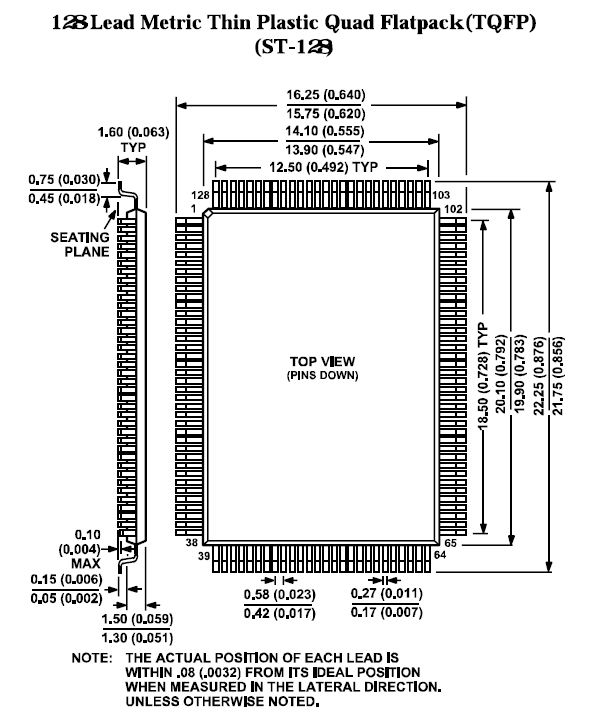 128-Lead Metric Thin Plastic Quad Flatpack (TQFP)
(ST-128)
16.25 (0.640)
15.75 (0.620)
1.60 (0.063)
TYP
14.10 (0.555)
13.90 (0.547)
12.50 (0.492) TYP
0.75 (0.030)
0.45 (0.018)
128
103
1
102
SEATING
PLANE
TOP VIEW
(PINS DOWN)
18.50 (0.728) TYP
20.10 (0.792)
19.90 (0.783)
22.25 (0.876)
21.75 (0.856)
0.10
(0.004)
MAX
38
65
39
64
0.15 (0.006)
0.05 (0.002)
0.58 (0.023)
0.42 (0.017)
0.27 (0.011)
0.17 (0.007)
1.50 (0.059)
1.30 (0.051)
NOTE: THE ACTUAL POSITION OF EACH LEAD IS
WITHIN .08 (.0032) FROM ITS IDEAL POSITION
WHEN MEASURED IN THE LATERAL DIRECTION.
UNLESS OTHERWISE NOTED.